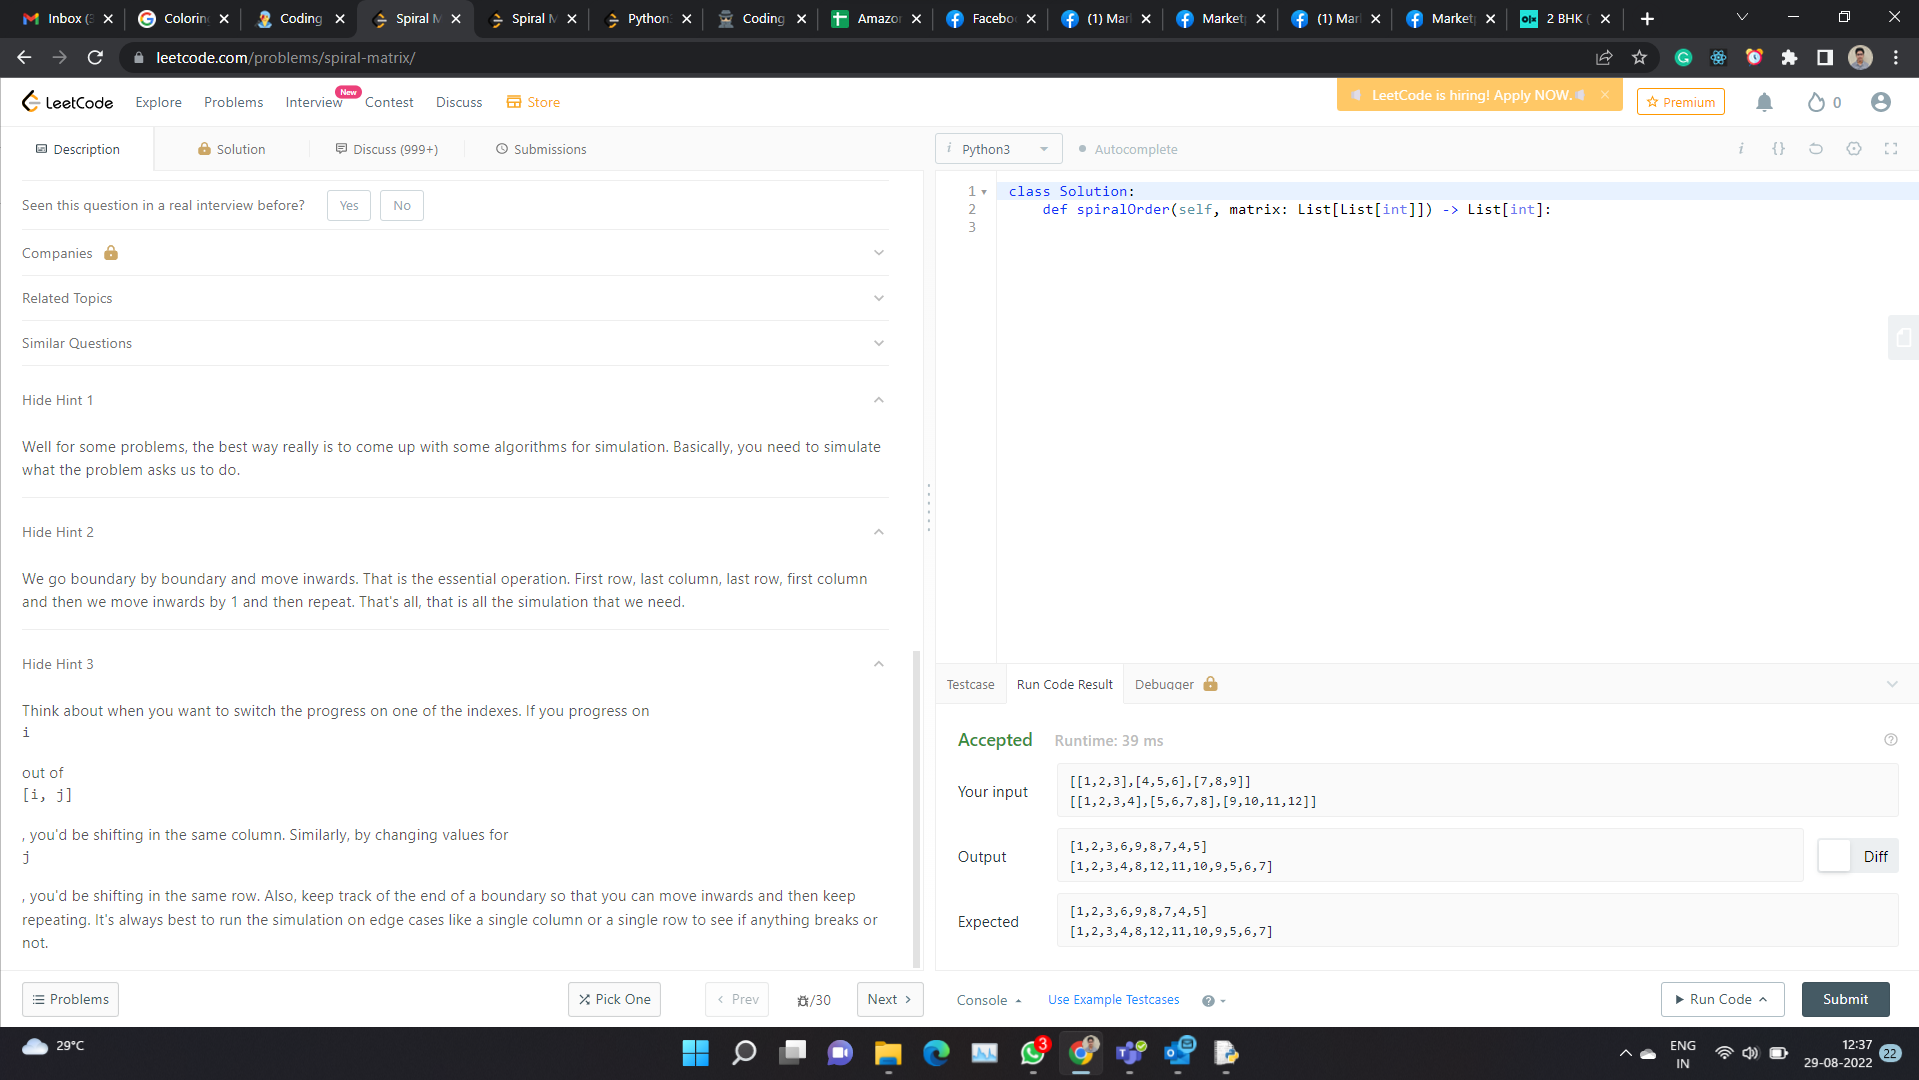 Inbox (3
Colorin
Coding
Spiral M
Spiral M
Python
Coding
Amazo
Facebo
(1) Mar
Market
(1) Mar
Market
2 BHK (
leetcode.com/problems/spiral-matrix/
LeetCode
Explore
Problems
Interview
New
Contest
Discuss
Store
LeetCode is hiring! Apply NOW.
Premium
0
Description
Solution
Discuss (999+)
Submissions
i Python3
Autocomplete
Seen this question in a real interview before?
Yes
No
Companies
Related Topics
Similar Questions
Hide Hint 1
Well for some problems, the best way really is to come up with some algorithms for simulation. Basically, you need to simulate
what the problem asks us to do.
Hide Hint 2
We go boundary by boundary and move inwards. That is the essential operation. First row, last column, last row, first column
and then we move inwards by 1 and then repeat. That's all, that is all the simulation that we need.
Hide Hint 3
Think about when you want to switch the progress on one of the indexes. If you progress on
i
out of
[i, j]
, you'd be shifting in the same column. Similarly, by changing values for
j
, you'd be shifting in the same row. Also, keep track of the end of a boundary so that you can move inwards and then keep
repeating. It's always best to run the simulation on edge cases like a single column or a single row to see if anything breaks or
not.
1 class Solution:
2 def spiralOrder(self, matrix: List[List[int]]) -> List[int]:
3
Testcase
Run Code Result
Debugger
Accepted
Runtime: 39 ms
Your input
[[1,2,3],[4,5,6],[7,8,9]]
[[1,2,3,4],[5,6,7,8],[9,10,11,12]]
Output
[1,2,3,6,9,8,7,4,5]
[1,2,3,4,8,12,11,10,9,5,6,7]
Diff
Expected
[1,2,3,6,9,8,7,4,5]
[1,2,3,4,8,12,11,10,9,5,6,7]
Problems
Pick One
Prev
/30
Next
Console
Use Example Testcases
Run Code
Submit
29°C
3
ENG
IN
12:37
29-08-2022
22